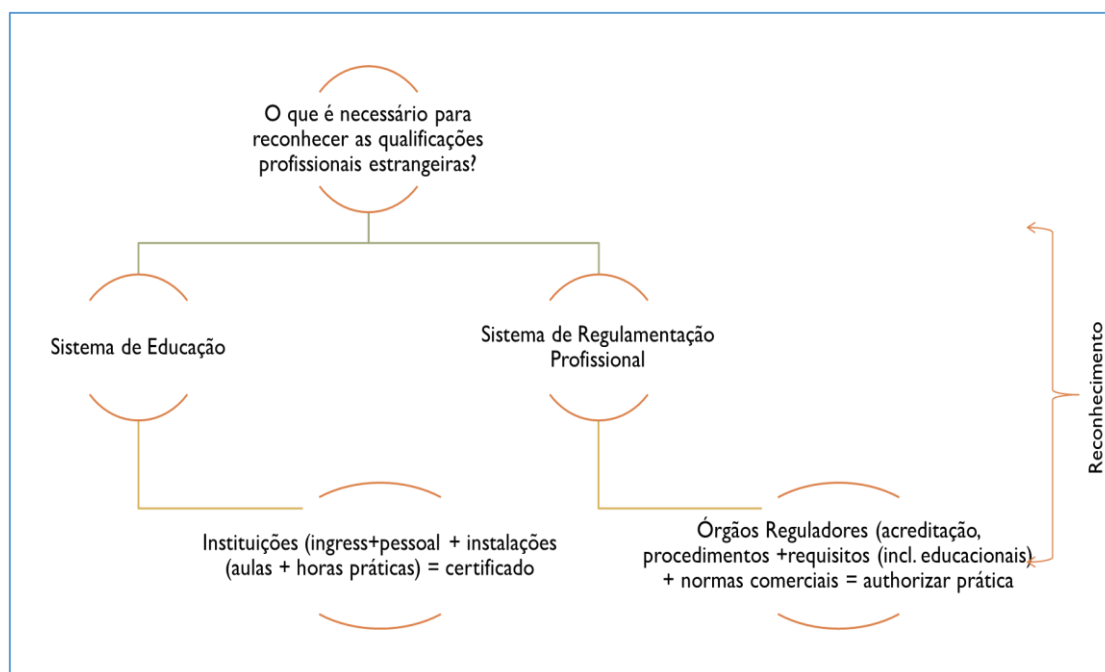 O que é necessário para
reconhecer as qualificações
profissionais estrangeiras?
Sistema de Educação
Sistema de Regulamentação
Profissional
Reconhecimento
Instituições (ingress+pessoal + instalações
(aulas + horas práticas) = certificado
Órgãos Reguladores (acreditação,
procedimentos +requisitos (incl. educacionais)
+ normas comerciais = authorizar prática